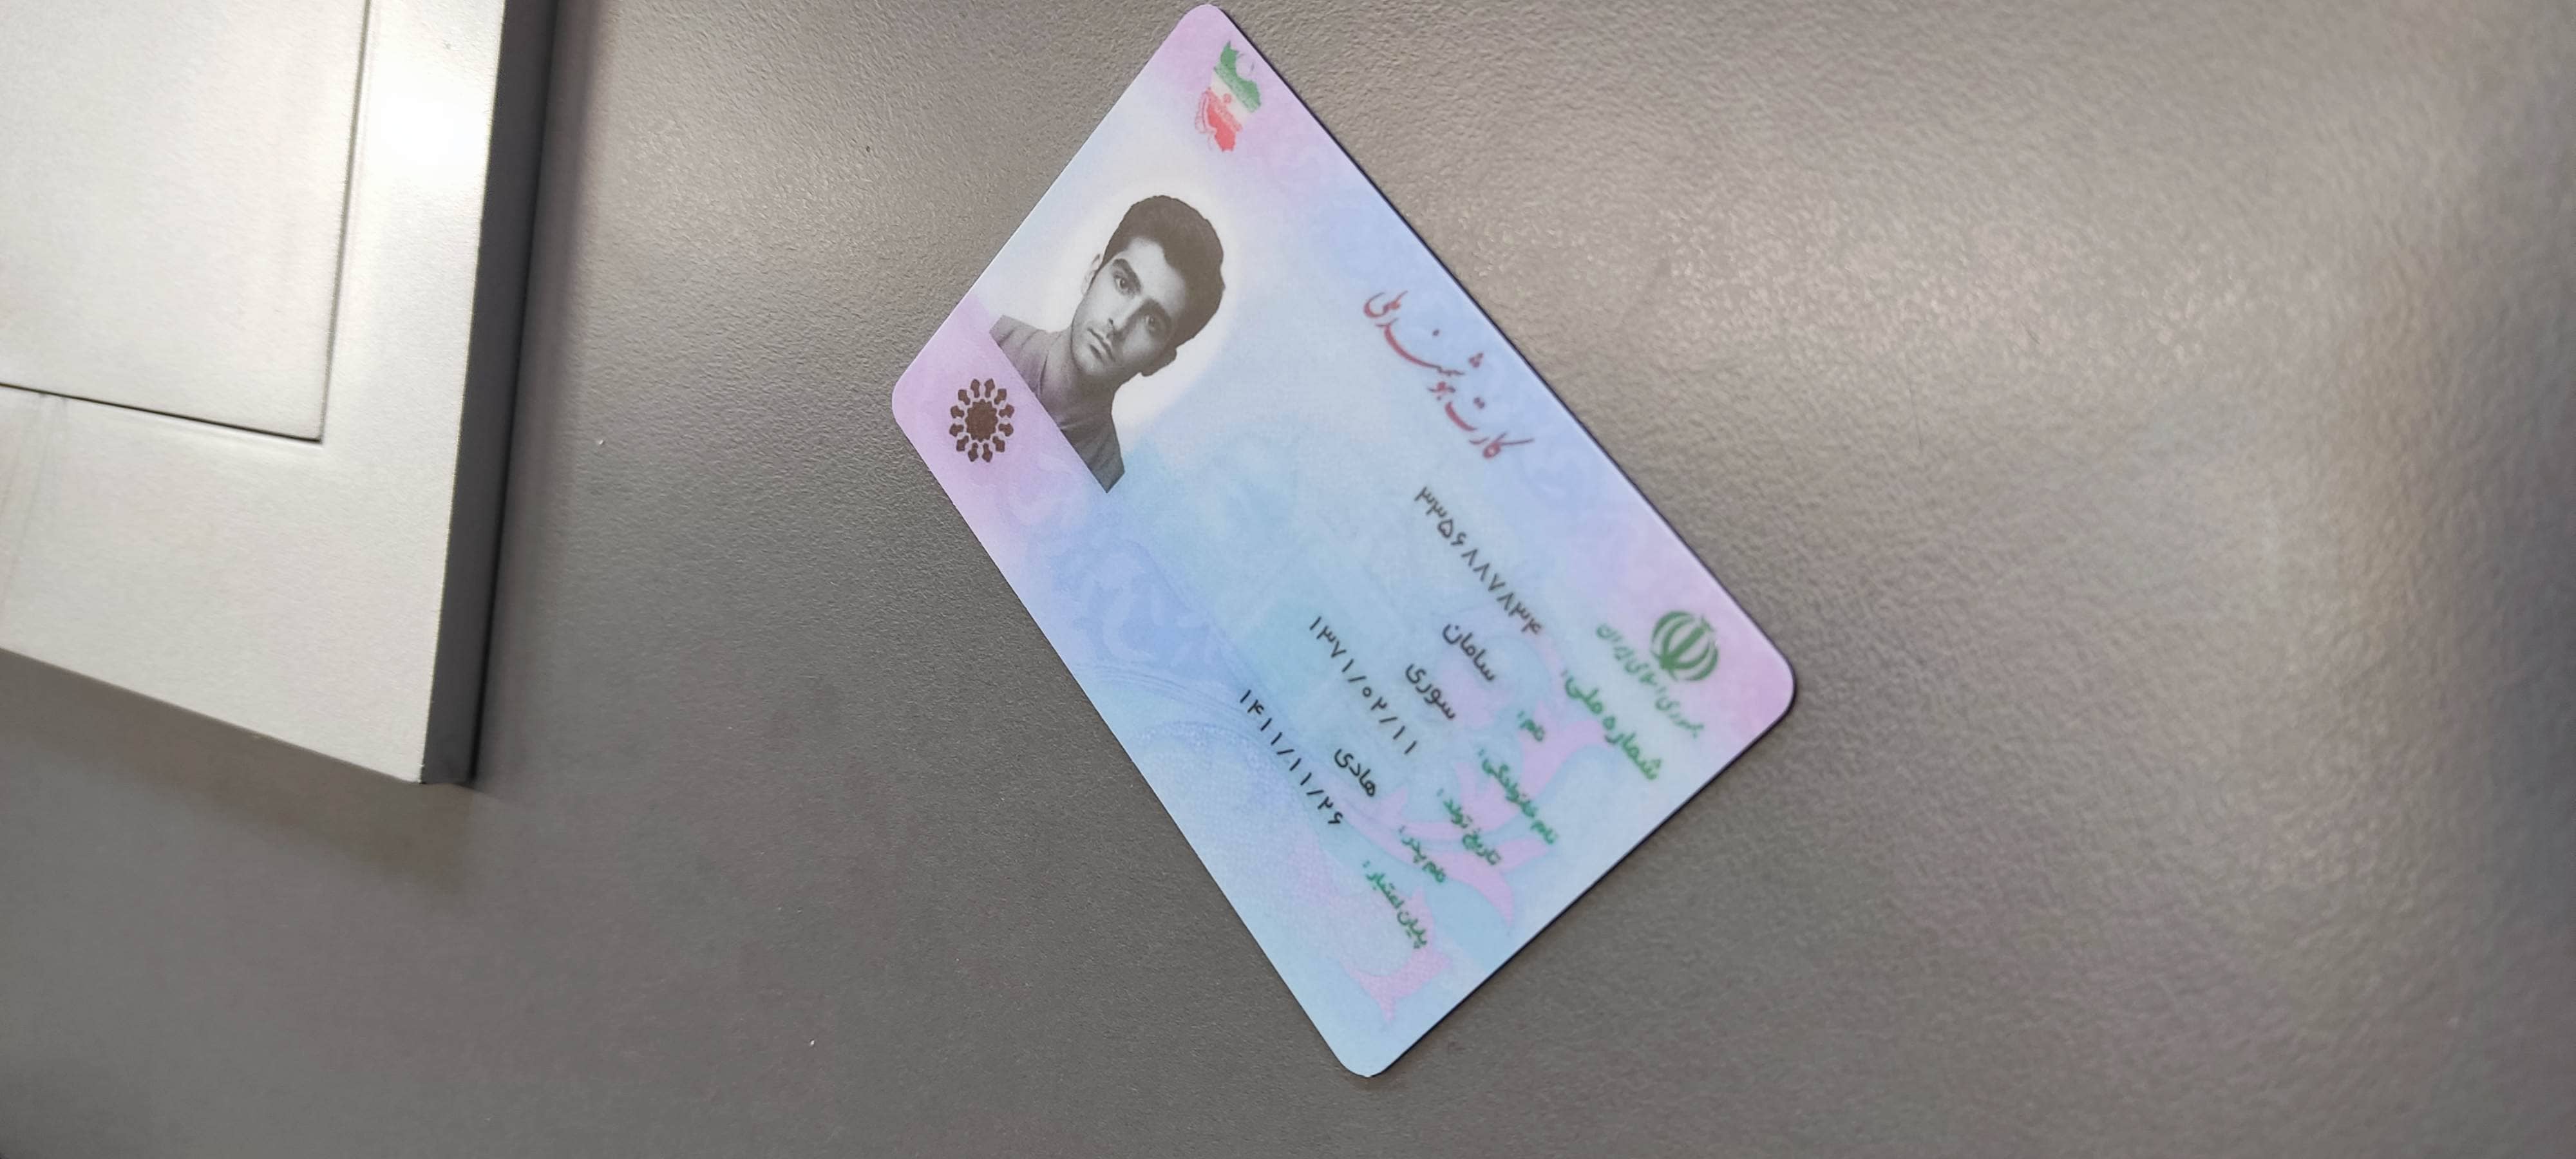 جمهوری اسلامی ایران
کارت هوشمند ملی
شماره ملی: ۳۳۵۶۸۸۷۸۳۴
نام: سامان
نام خانوادگی: سوری
تاریخ تولد: ۱۳۷۱/۰۲/۱۱
نام پدر: هادی
پایان اعتبار: ۱۴۱۱/۱۱/۲۶